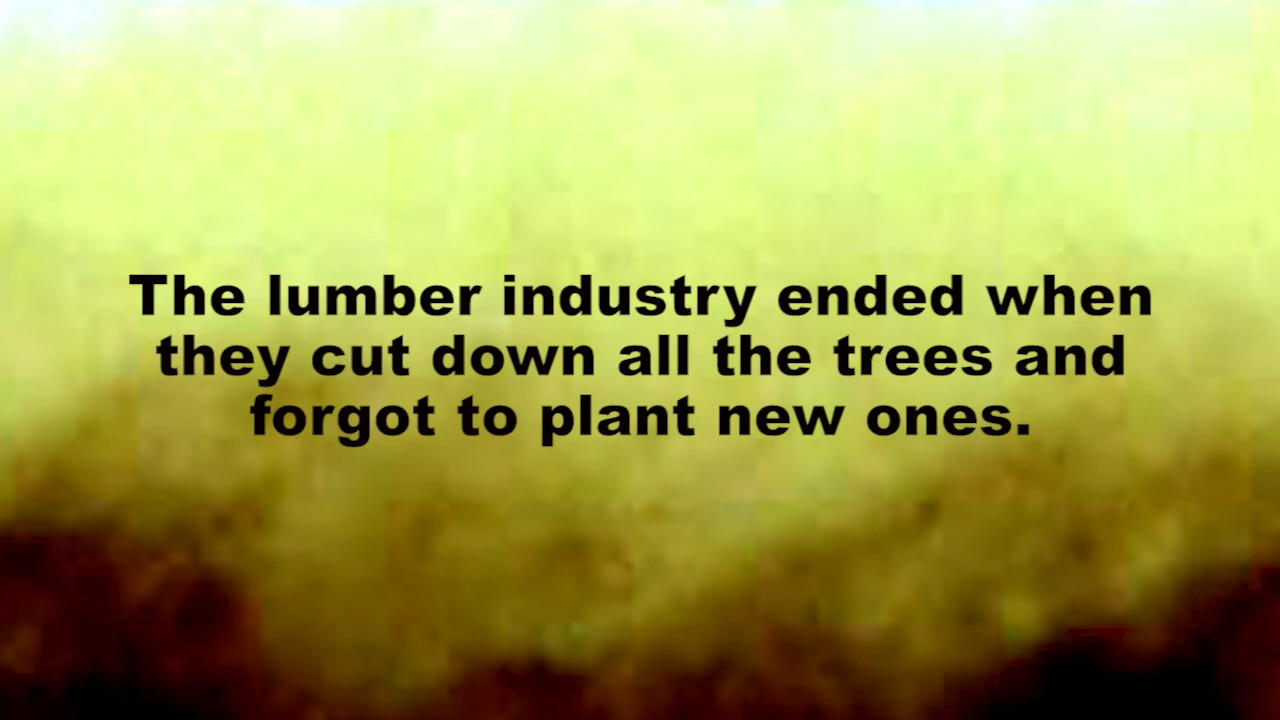 The lumber industry ended when
they cut down all the trees and
forgot to plant new ones.